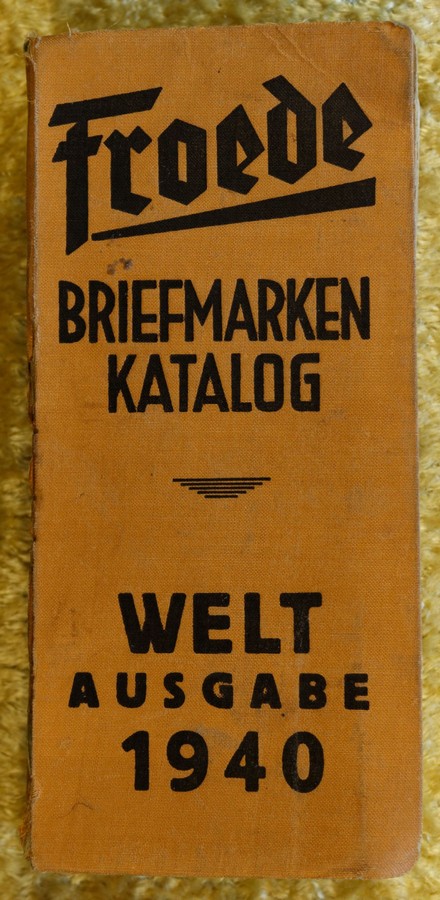 Froede
BRIEFMARKEN
KATALOG
WELT
AUSGABE
1940